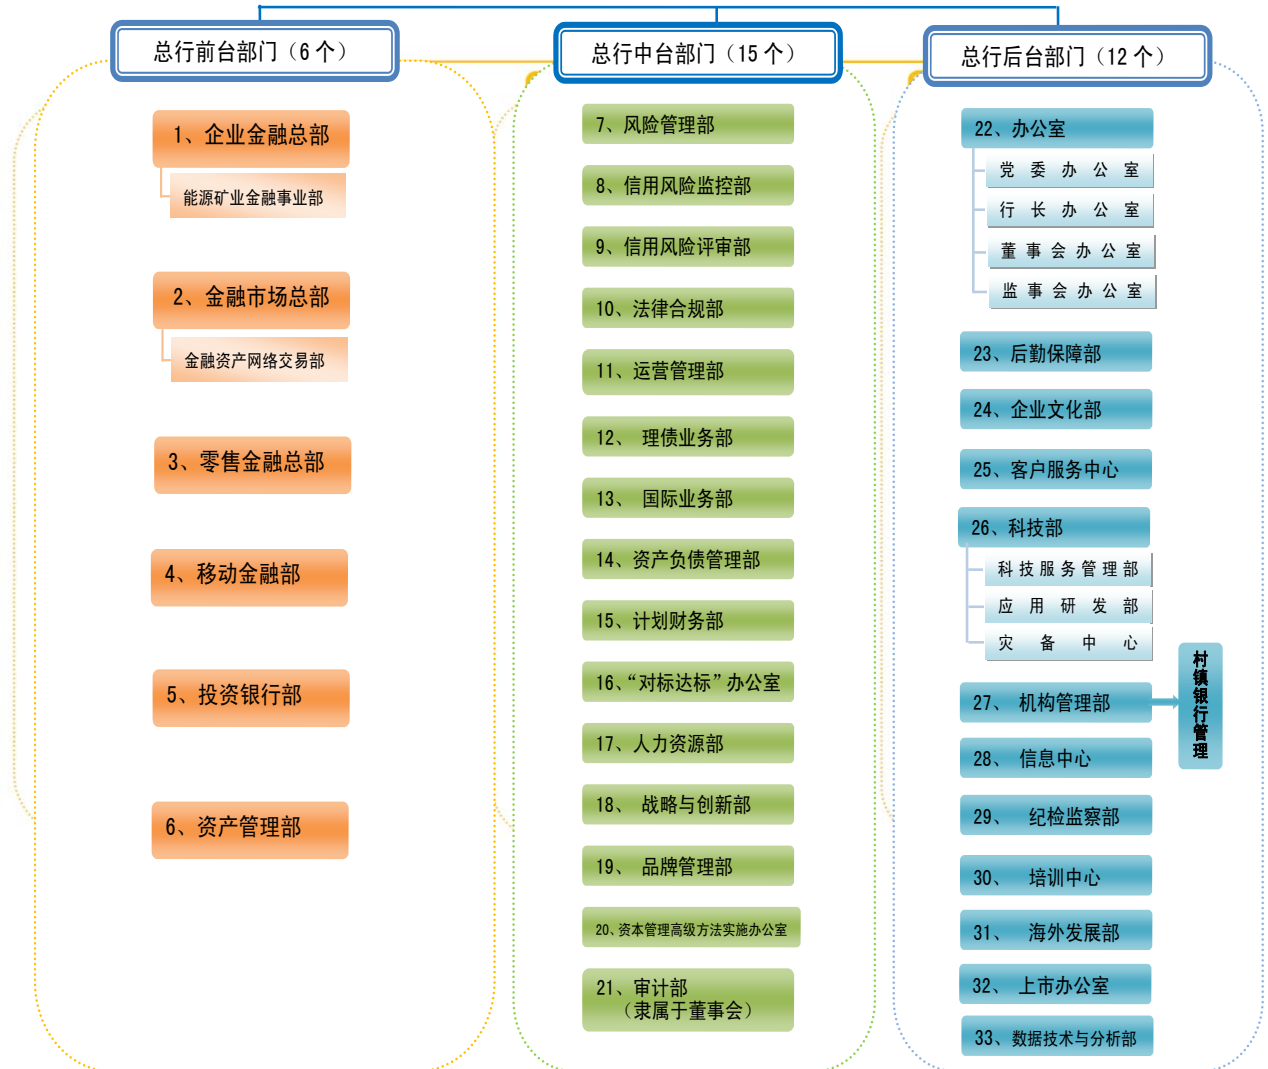 总行前台部门（6 个）
1、企业金融总部
能源矿业金融事业部
2、金融市场总部
金融资产网络交易部
3、零售金融总部
4、移动金融部
5、投资银行部
6、资产管理部
总行中台部门（15 个）
7、风险管理部
8、信用风险监控部
9、信用风险评审部
10、法律合规部
11、运营管理部
12、 理债业务部
13、 国际业务部
14、资产负债管理部
15、计划财务部
16、“对标达标”办公室
17、人力资源部
18、 战略与创新部
19、 品牌管理部
20、资本管理高级方法实施办公室
21、审计部
（隶属于董事会）
总行后台部门（12 个）
22、办公室
党委办公室
行长办公室
董事会办公室
监事会办公室
23、后勤保障部
24、企业文化部
25、客户服务中心
26、科技部
科技服务管理部
应用研发部
灾备中心
27、 机构管理部
村镇银行管理
28、 信息中心
29、 纪检监察部
30、 培训中心
31、 海外发展部
32、 上市办公室
33、数据技术与分析部